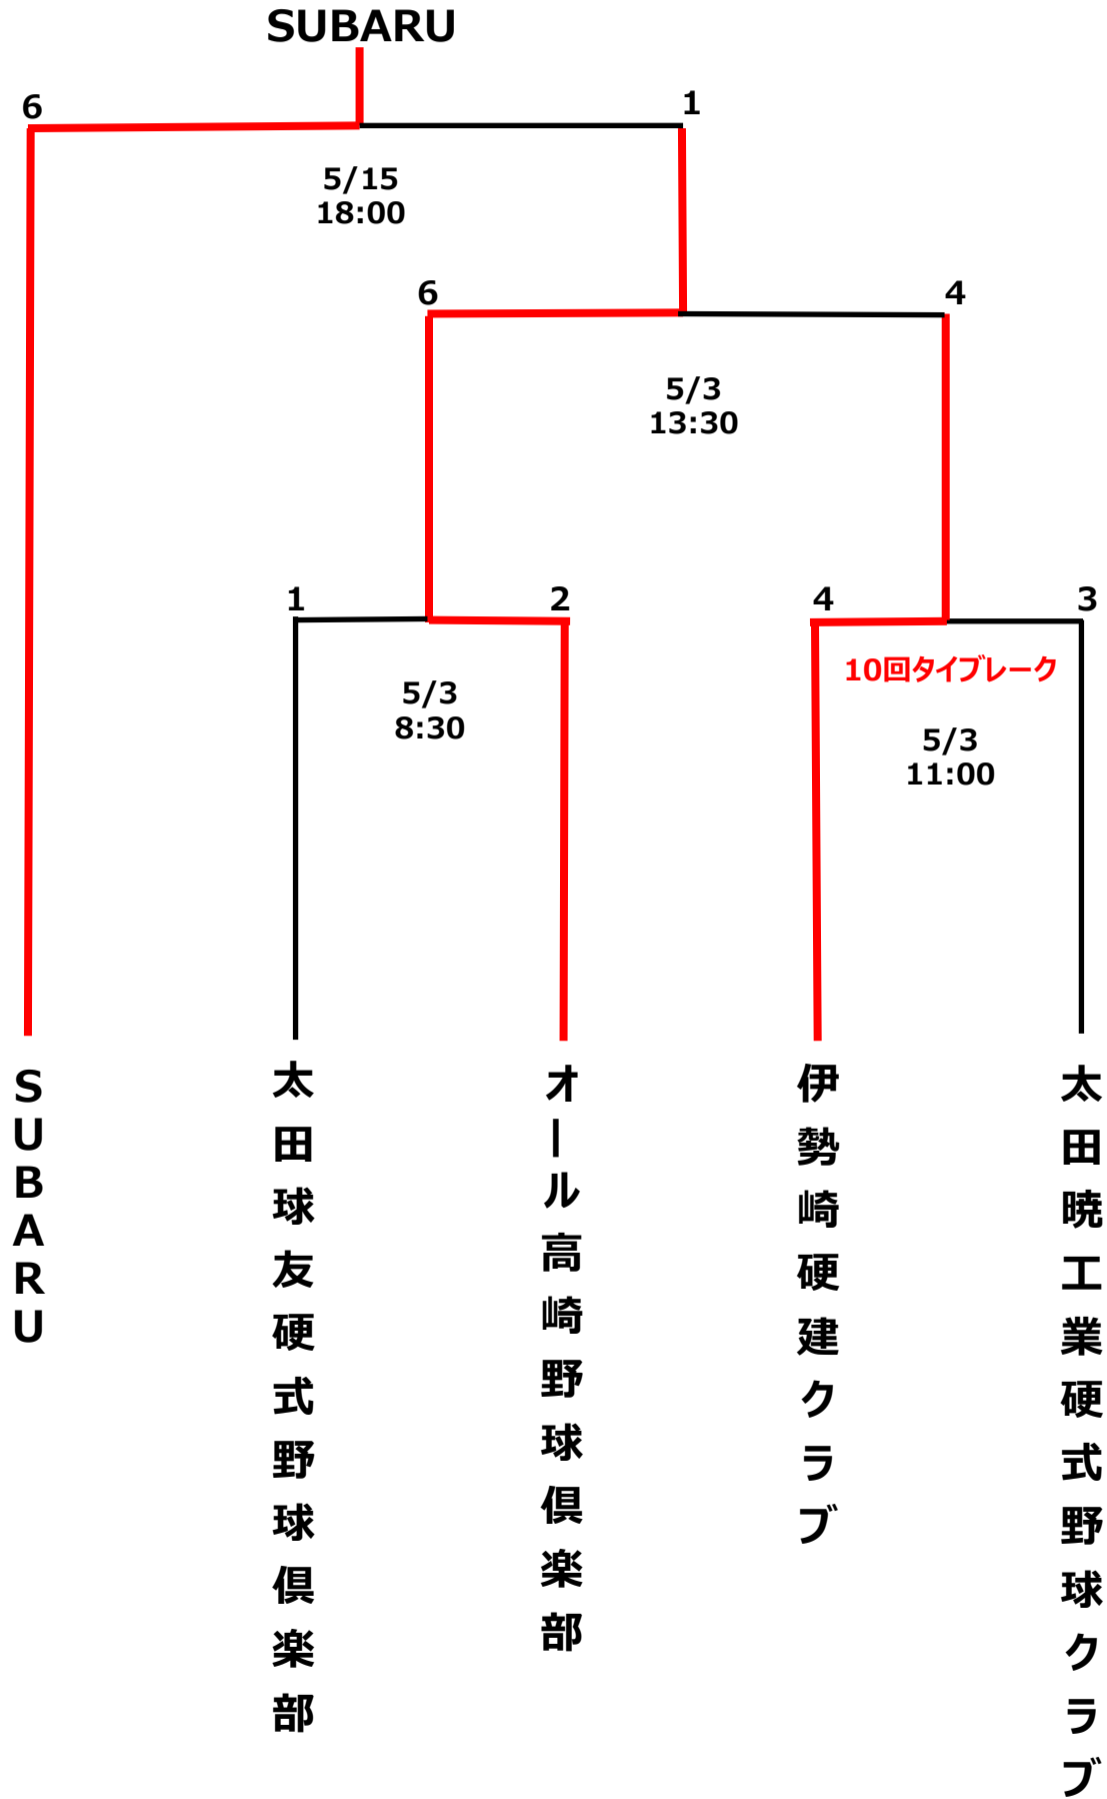 SUBARU
6
1
5/15
18:00
6
4
5/3
13:30
1
2
4
3
10回タイブレーク
5/3
8:30
5/3
11:00
SUBARU
太田球友硬式野球倶楽部
オール高崎野球倶楽部
伊勢崎硬建クラブ
太田暁工業硬式野球クラブ